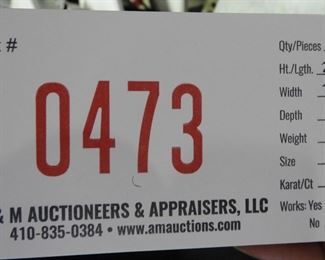 #
0473
& M AUCTIONEERS & APPRAISERS, LLC
410-835-0384 • www.amauctions.com
Qty/Pieces
Ht./Lgth.
Width
Depth
Weight
Size
Karat/Ct
Works: Yes
No